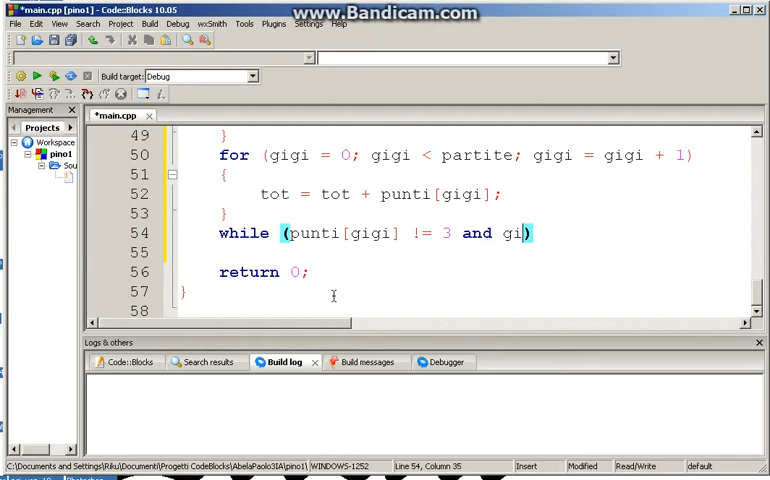 *main.cpp [pino1] - Code::Blocks 10.05
www.Bandicam.com
File Edit View Search Project Build Debug wxSmith Tools Plugins Settings Help
Build target: Debug
Management
Projects
Workspace
pino1
Sou
*main.cpp
49 }
50 for (gigi = 0; gigi < partite; gigi = gigi + 1)
51 {
52 tot = tot + punti[gigi];
53 }
54 while (punti[gigi] != 3 and gi)
55
56 return 0;
57 }
58
Logs & others
Code::Blocks Search results Build log Build messages Debugger
C:\Documents and Settings\Riku\Documenti\Progetti CodeBlocks\AbelaPaolo3IA\pino1\ WINDOWS-1252 Line 54, Column 35 Insert Modified Read/Write default